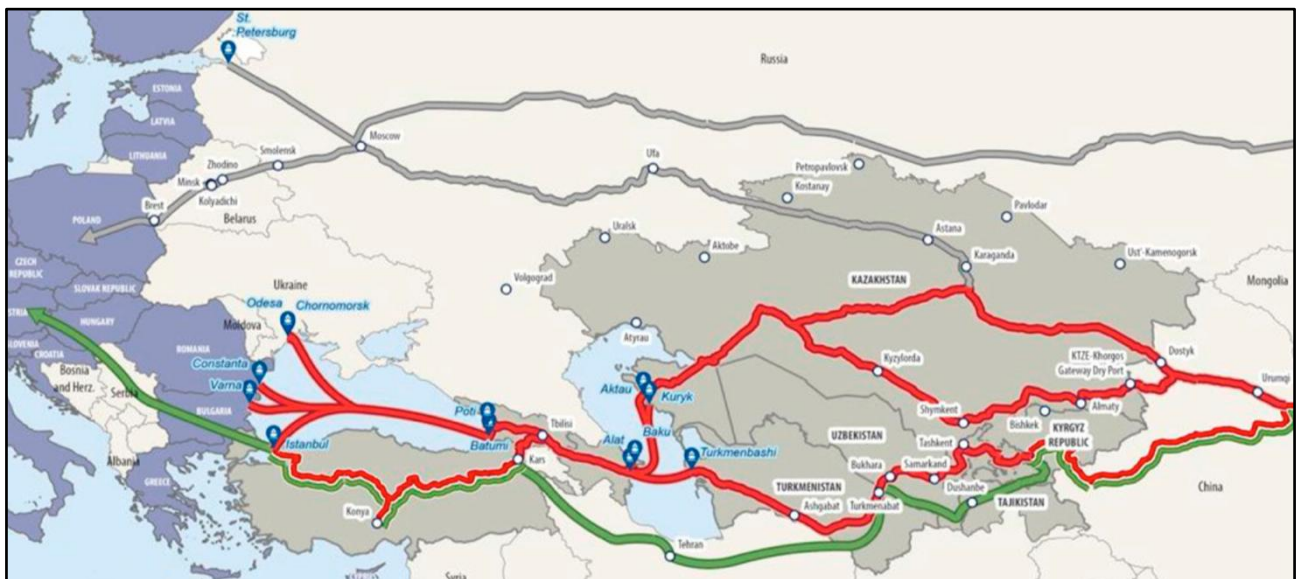 St.
Petersburg
Russia
ESTONIA
LATVIA
LITHUANIA
Moscow
Smolensk
Zhodino
Minsk
Kolyadichi
Brest
Belarus
POLAND
Ufa
Petropavlovsk
Kostanay
Pavlodar
Uralsk
Aktobe
Astana
Karaganda
Ust'-Kamenogorsk
Mongolia
CZECH
REPUBLIC
SLOVAK REPUBLIC
Ukraine
Volgograd
KAZAKHSTAN
Odesa
Chornomorsk
Moldova
STRIA
HUNGARY
SLOVENIA
CROATIA
ROMANIA
Atyrau
Bosnia
and Herz.
Serbia
Constanta
Varna
BULGARIA
Aktau
Kuryk
Kyzylorda
KTZE-Khorgos
Gateway Dry Port
Dostyk
Urumqi
Poti
Batumi
Tbilisi
Baku
Alat
Turkmenbashi
Shymkent
Bishkek
Almaty
Istanbul
Albania
GREECE
Kars
UZBEKISTAN
Tashkent
KYRGYZ
REPUBLIC
Bukhara
Samarkand
Dushanbe
TAJIKISTAN
China
TURKMENISTAN
Turkmenabat
Ashgabat
Konya
Tehran
Syria